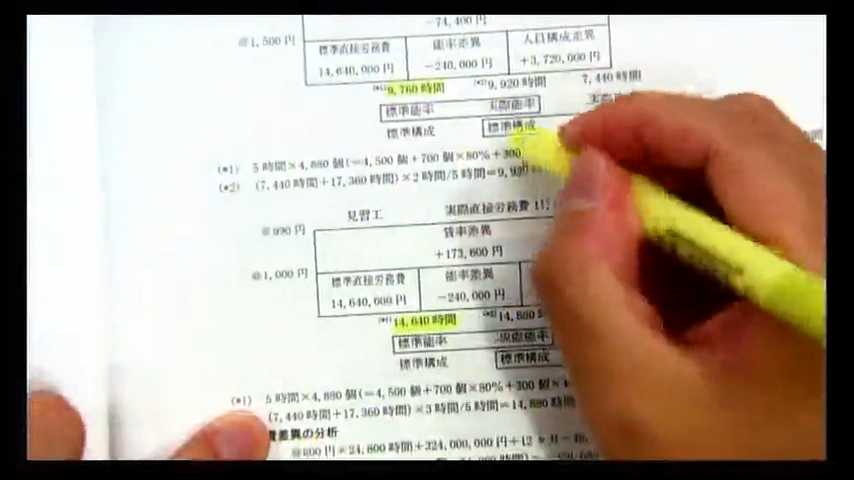 -74,400円
@1,500円
標準直接労務費 能率差異 人員構成差異
14,640,000円 -240,000円 +3,720,000円
(*1)9,760時間 (*2)9,920時間 7,440時間
標準能率 実際能率
標準構成 標準構成
(*1) 5時間×4,880個(=4,500個+700個×80%+300
(*2) (7,440時間+17,360時間)×2時間/5時間=9,920
見習工 実際直接労務費
@990円 賃率差異
+173,600円
@1,000円
標準直接労務費 能率差異
14,640,000円 -240,000円
(*1)14,640時間 (*2)14,880
標準能率 実際能率
標準構成 標準構成
(*1) 5時間×4,880個(=4,500個+700個×80%+300個×
(7,440時間+17,360時間)×3時間/5時間=14,880時間
費差異の分析
@800円×24,800時間+324,000,000円÷12ヶ月-